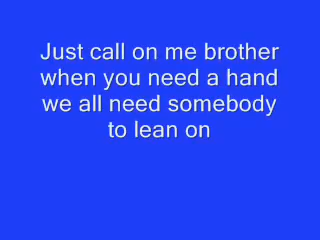 Just call on me brother
when you need a hand
we all need somebody
to lean on